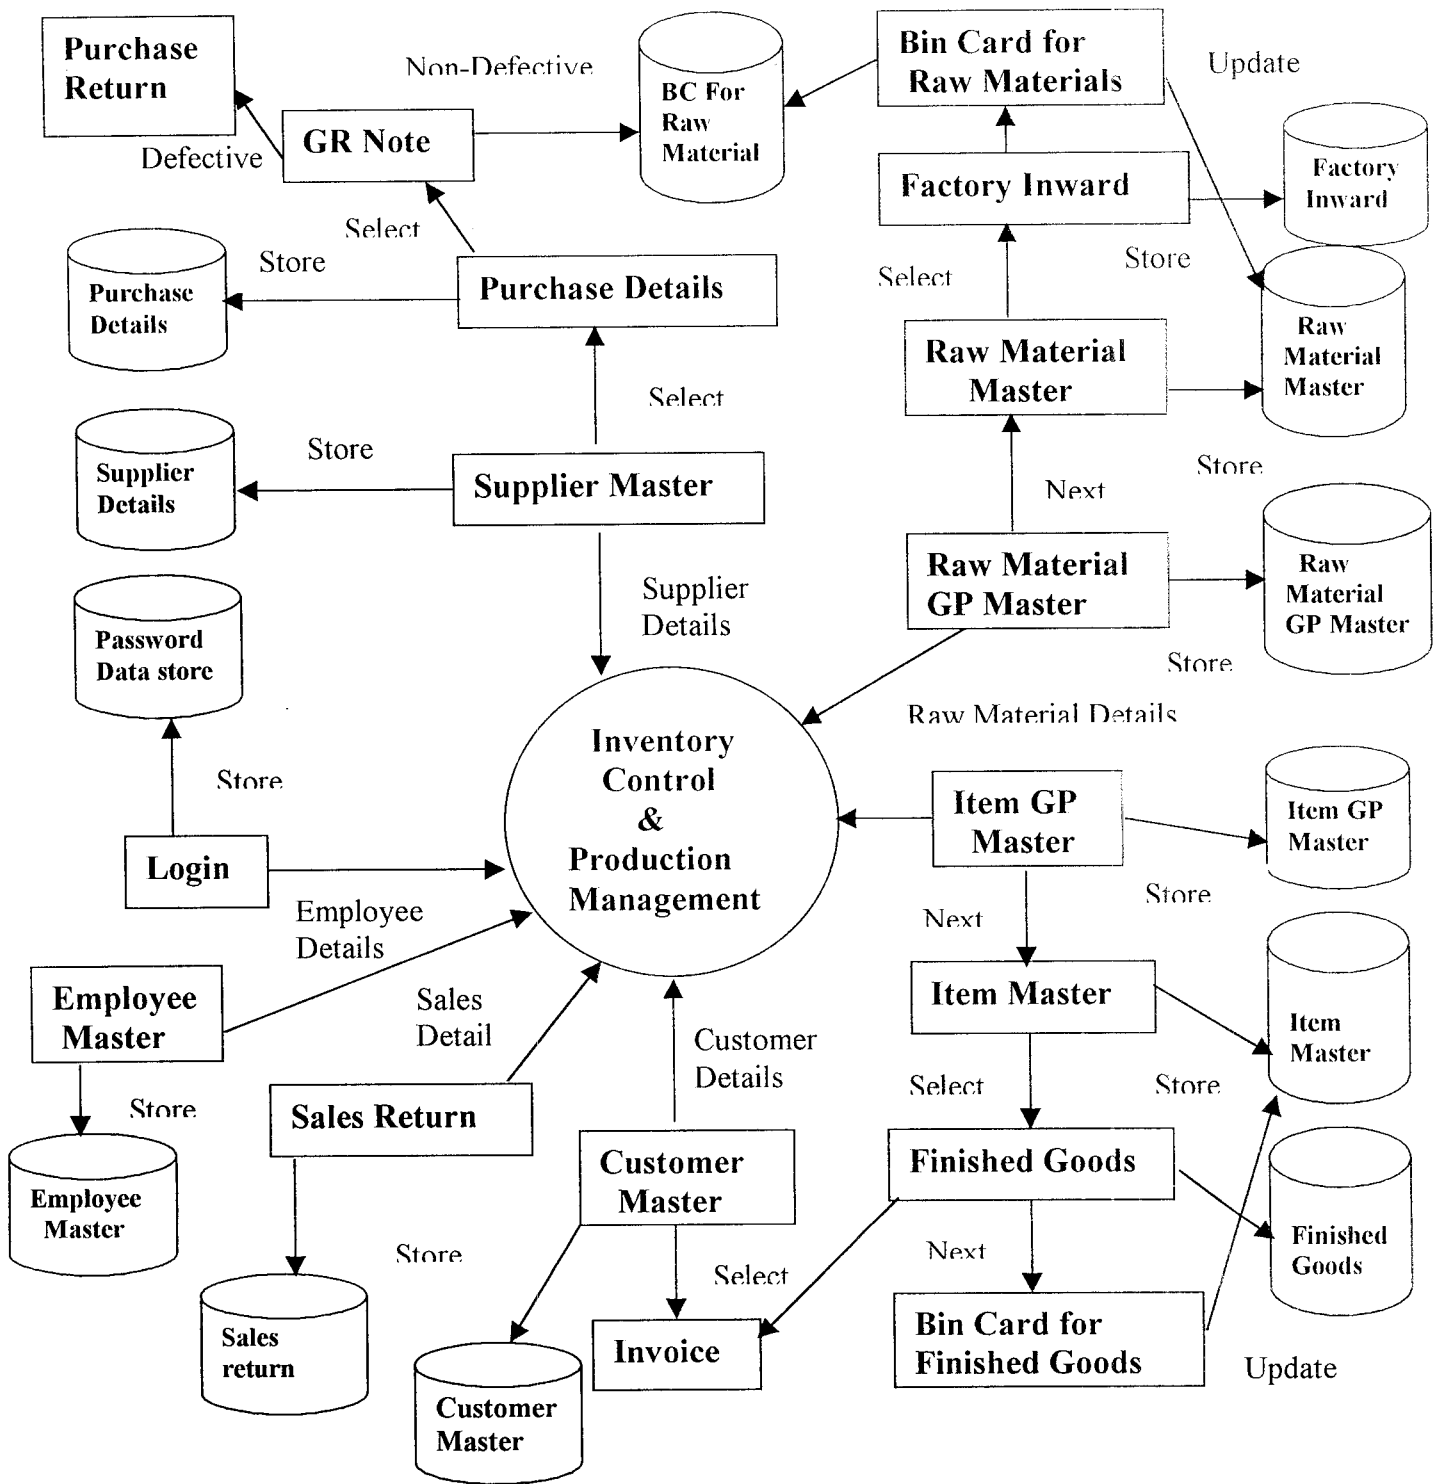 Purchase
Return
Non-Defective
BC For
Raw
Material
Bin Card for
Raw Materials
Update
GR Note
Defective
Factory Inward
Factory
Inward
Select
Store
Purchase
Details
Purchase Details
Select
Store
Raw Material
Master
Raw
Material
Master
Select
Supplier
Details
Store
Supplier Master
Next
Store
Raw Material
GP Master
Raw
Material
GP Master
Supplier
Details
Password
Data store
Store
Raw Material Details
Inventory
Control
&
Production
Management
Store
Item GP
Master
Item GP
Master
Login
Employee
Details
Next
Store
Employee
Master
Sales
Detail
Item Master
Item
Master
Customer
Details
Select
Store
Store
Sales Return
Customer
Master
Finished Goods
Employee
Master
Finished
Goods
Store
Select
Next
Sales
return
Invoice
Bin Card for
Finished Goods
Update
Customer
Master